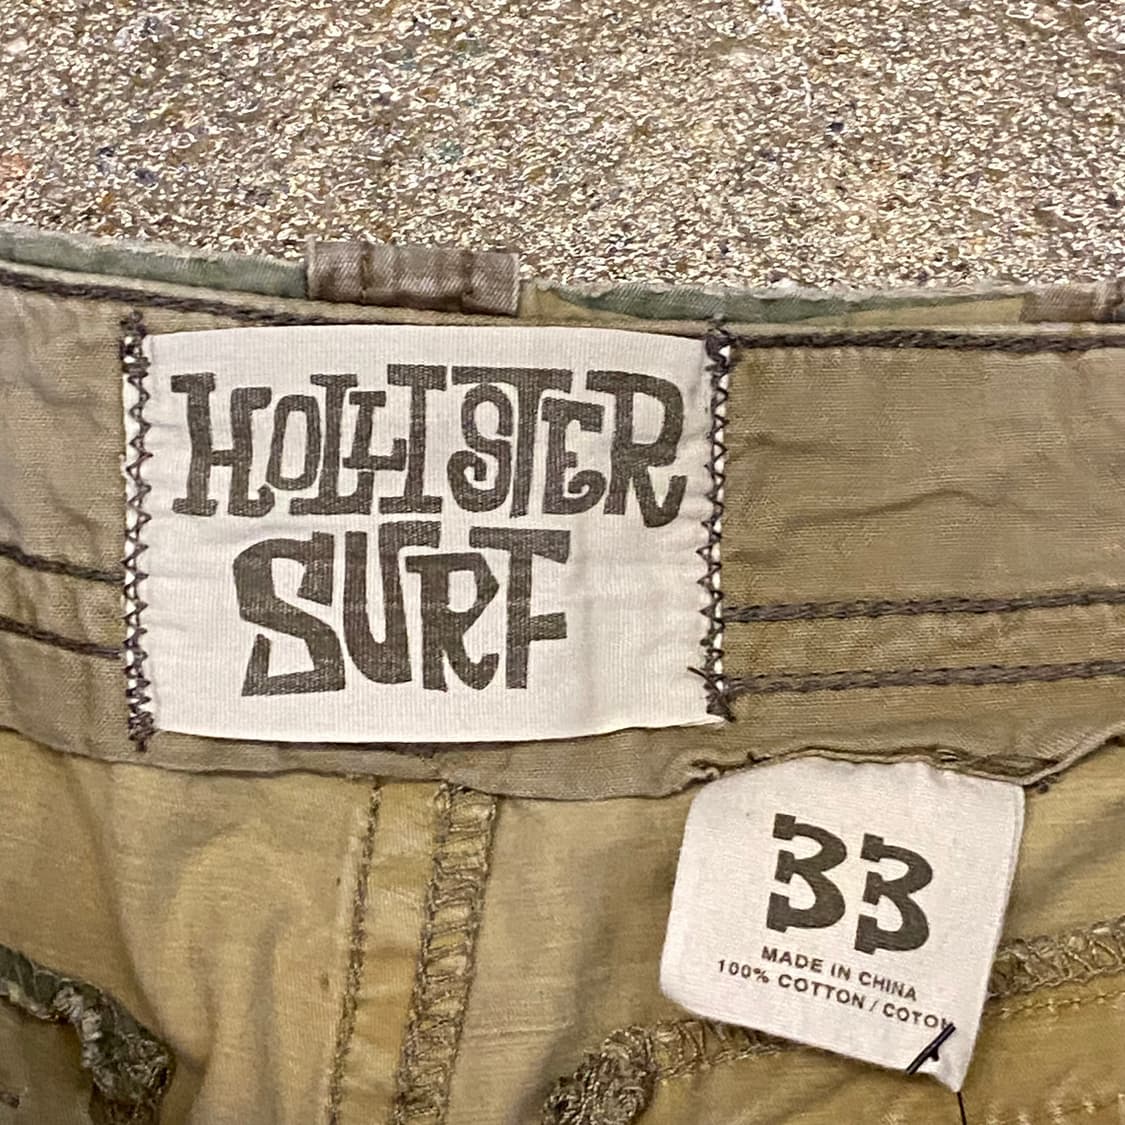 HOLLISTER
SURF
33
MADE IN CHINA
100% COTTON / COTON